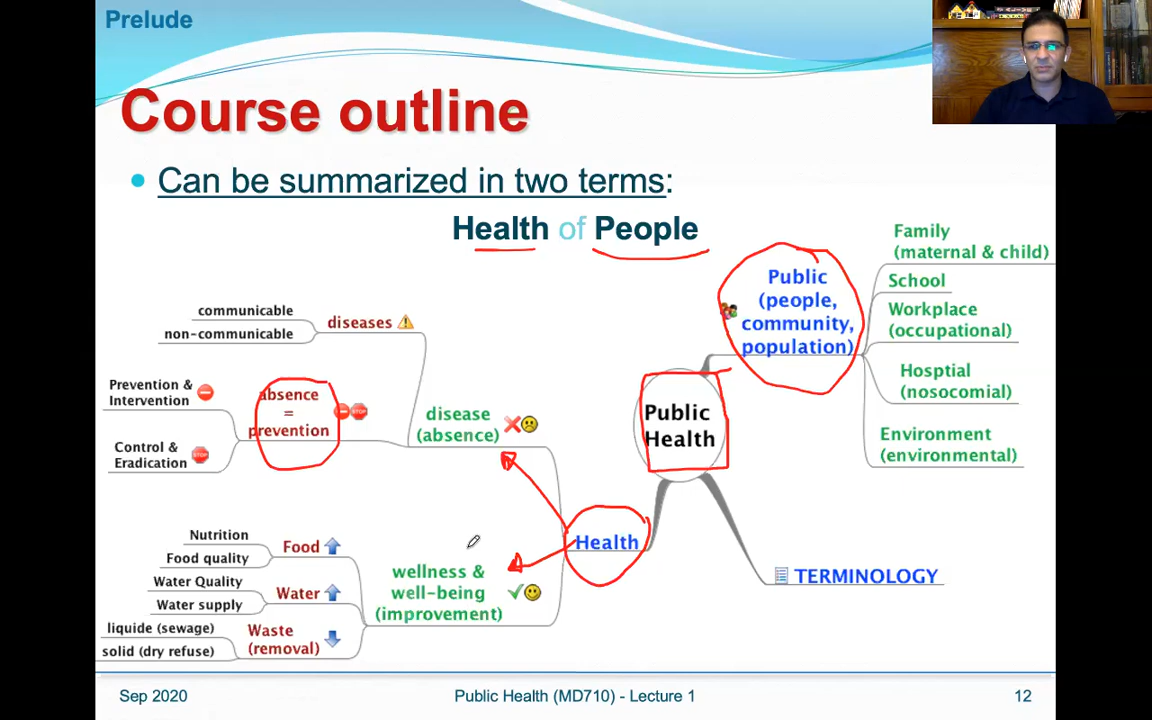 Prelude
Course outline
Can be summarized in two terms:
Health of People
Family
(maternal & child)
School
Workplace
(occupational)
Hosptial
(nosocomial)
Environment
(environmental)
Public
(people,
community,
population)
Public
Health
TERMINOLOGY
Health
disease
(absence)
diseases
communicable
non-communicable
absence
=
prevention
Prevention &
Intervention
Control &
Eradication
STOP
STOP
wellness &
well-being
(improvement)
Food
Nutrition
Food quality
Water
Water Quality
Water supply
Waste
(removal)
liquide (sewage)
solid (dry refuse)
Sep 2020
Public Health (MD710) - Lecture 1
12